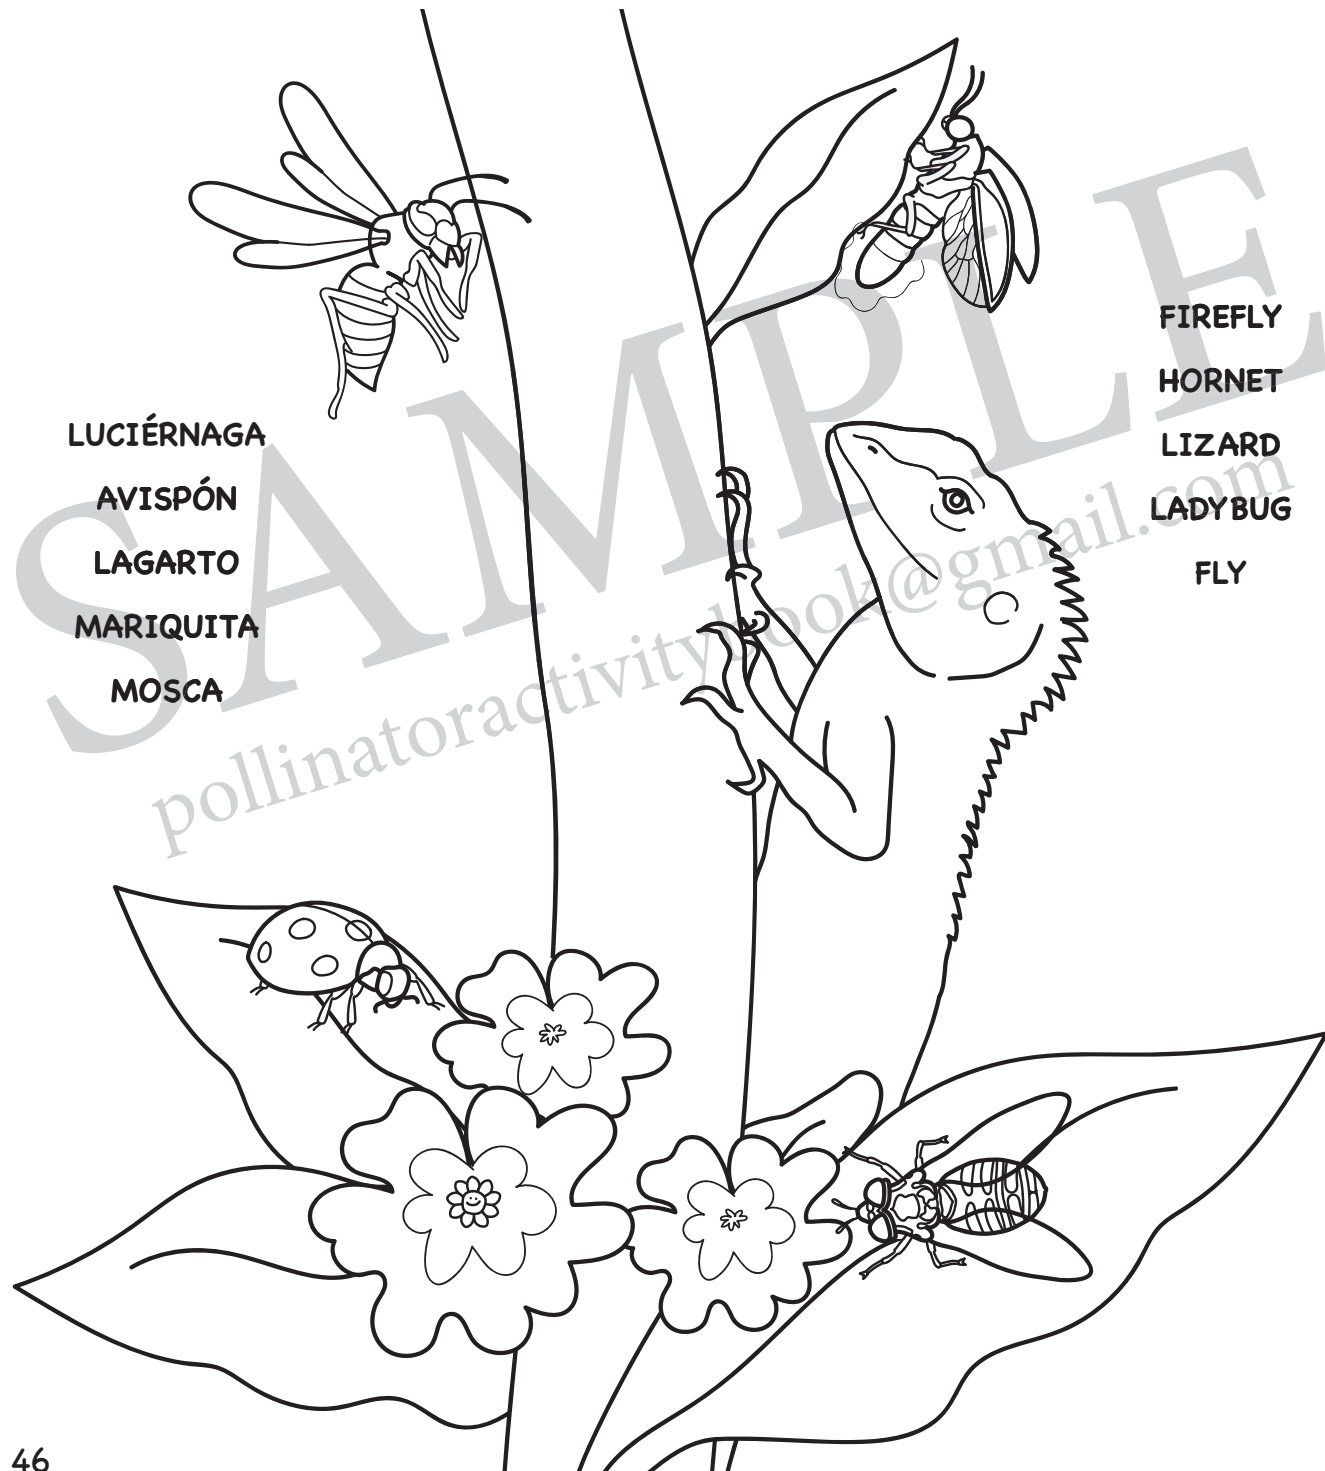 LUCIÉRNAGA
AVISPÓN
LAGARTO
MARIQUITA
MOSCA
FIREFLY
HORNET
LIZARD
LADYBUG
FLY
SAMPLE
pollinatoractivitybook@gmail.com
46